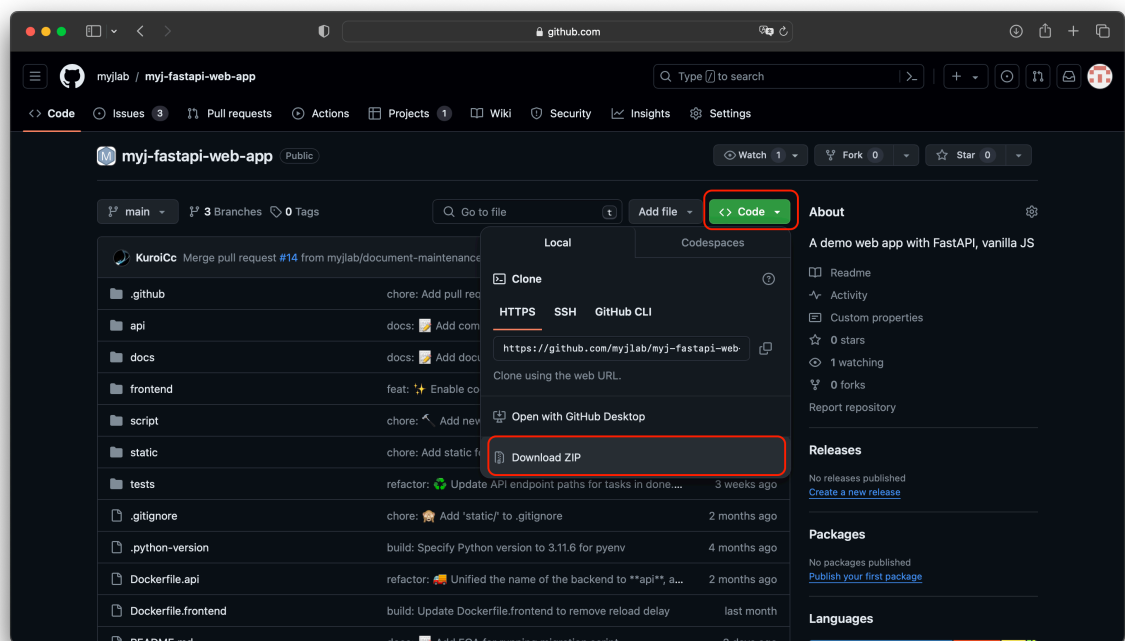 github.com
myjlab / myj-fastapi-web-app
Type / to search
Code Issues 3 Pull requests Actions Projects 1 Wiki Security Insights Settings
M myj-fastapi-web-app Public
Watch 1 Fork 0 Star 0
main 3 Branches 0 Tags
Go to file t Add file Code
About
Local Codespaces
A demo web app with FastAPI, vanilla JS
KuroiCc Merge pull request #14 from myjlab/document-maintenance
Clone
Readme
.github chore: Add pull req
Activity
HTTPS SSH GitHub CLI
Custom properties
api docs: Add com
0 stars
https://github.com/myjlab/myj-fastapi-web-
docs docs: Add docu
1 watching
Clone using the web URL.
0 forks
frontend feat: Enable co
Report repository
Open with GitHub Desktop
script chore: Add new
Releases
static chore: Add static f
Download ZIP
No releases published
Create a new release
tests refactor: Update API endpoint paths for tasks in done.... 3 weeks ago
.gitignore chore: Add 'static/' to .gitignore 2 months ago
Packages
.python-version build: Specify Python version to 3.11.6 for pyenv 4 months ago
No packages published
Publish your first package
Dockerfile.api refactor: Unified the name of the backend to **api**, a... 2 months ago
Dockerfile.frontend build: Update Dockerfile.frontend to remove reload delay last month
Languages